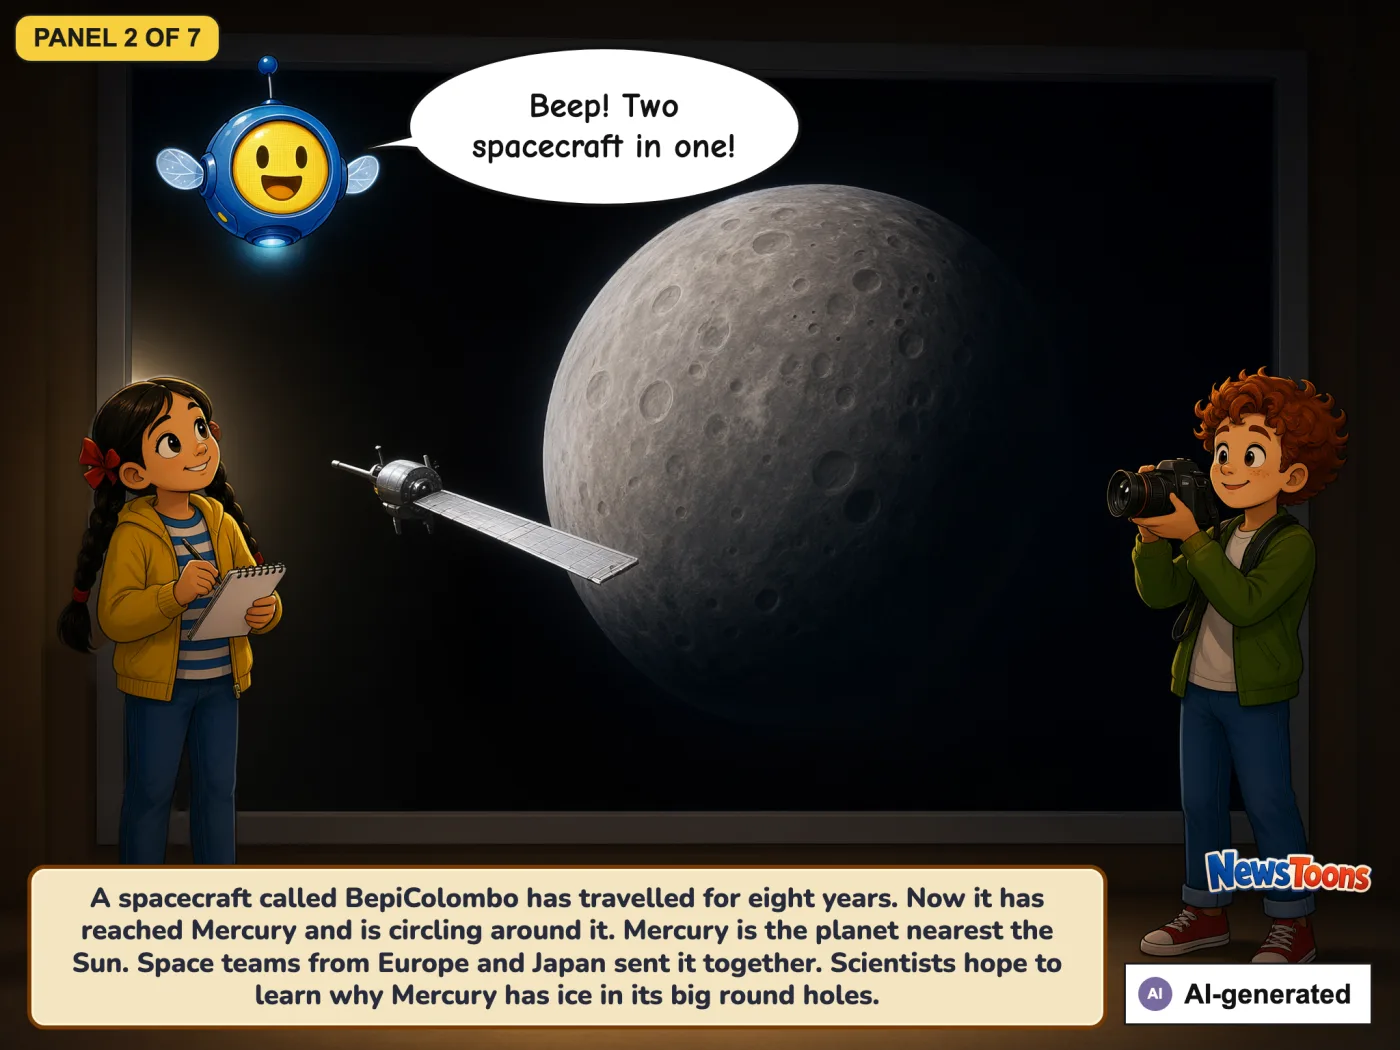 PANEL 2 OF 7
Beep! Two
spacecraft in one!
A spacecraft called BepiColombo has travelled for eight years. Now it has
reached Mercury and is circling around it. Mercury is the planet nearest the
Sun. Space teams from Europe and Japan sent it together. Scientists hope to
learn why Mercury has ice in its big round holes.
NewsToons
AI AI-generated